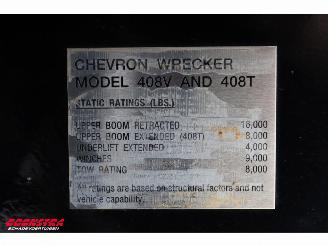 CHEVRON WRECKER
MODEL 408V AND 408T
STATIC RATINGS (LBS.)
UPPER BOOM RETRACTED 16,000
UPPER BOOM EXTENDED (408T) 8,000
UNDERLIFT EXTENDED 4,000
WINCHES 9,000
TOW RATING 8,000
All ratings are based on structural factors and not
vehicle capability.
BOONSTRA
SCHADEVOERTUIGEN